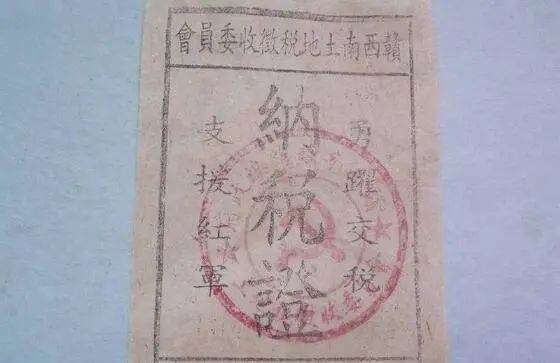 贛西南土地稅徵收委員會
勇躍交稅
納稅證
支援紅軍